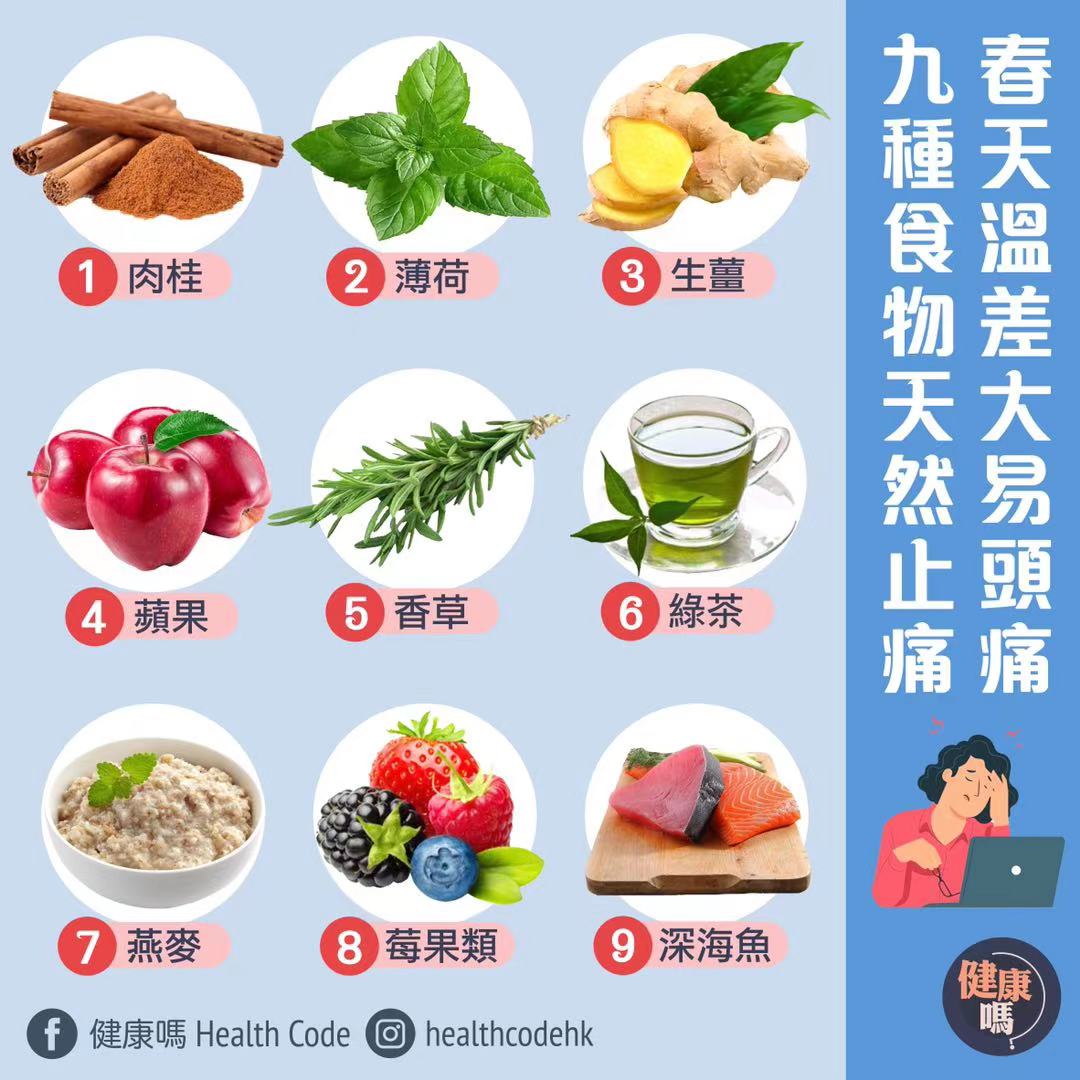 春天溫差大易頭痛
九種食物天然止痛
1 肉桂
2 薄荷
3 生薑
4 蘋果
5 香草
6 綠茶
7 燕麥
8 莓果類
9 深海魚
健康嗎 Health Code
healthcodehk
健康
嗎?